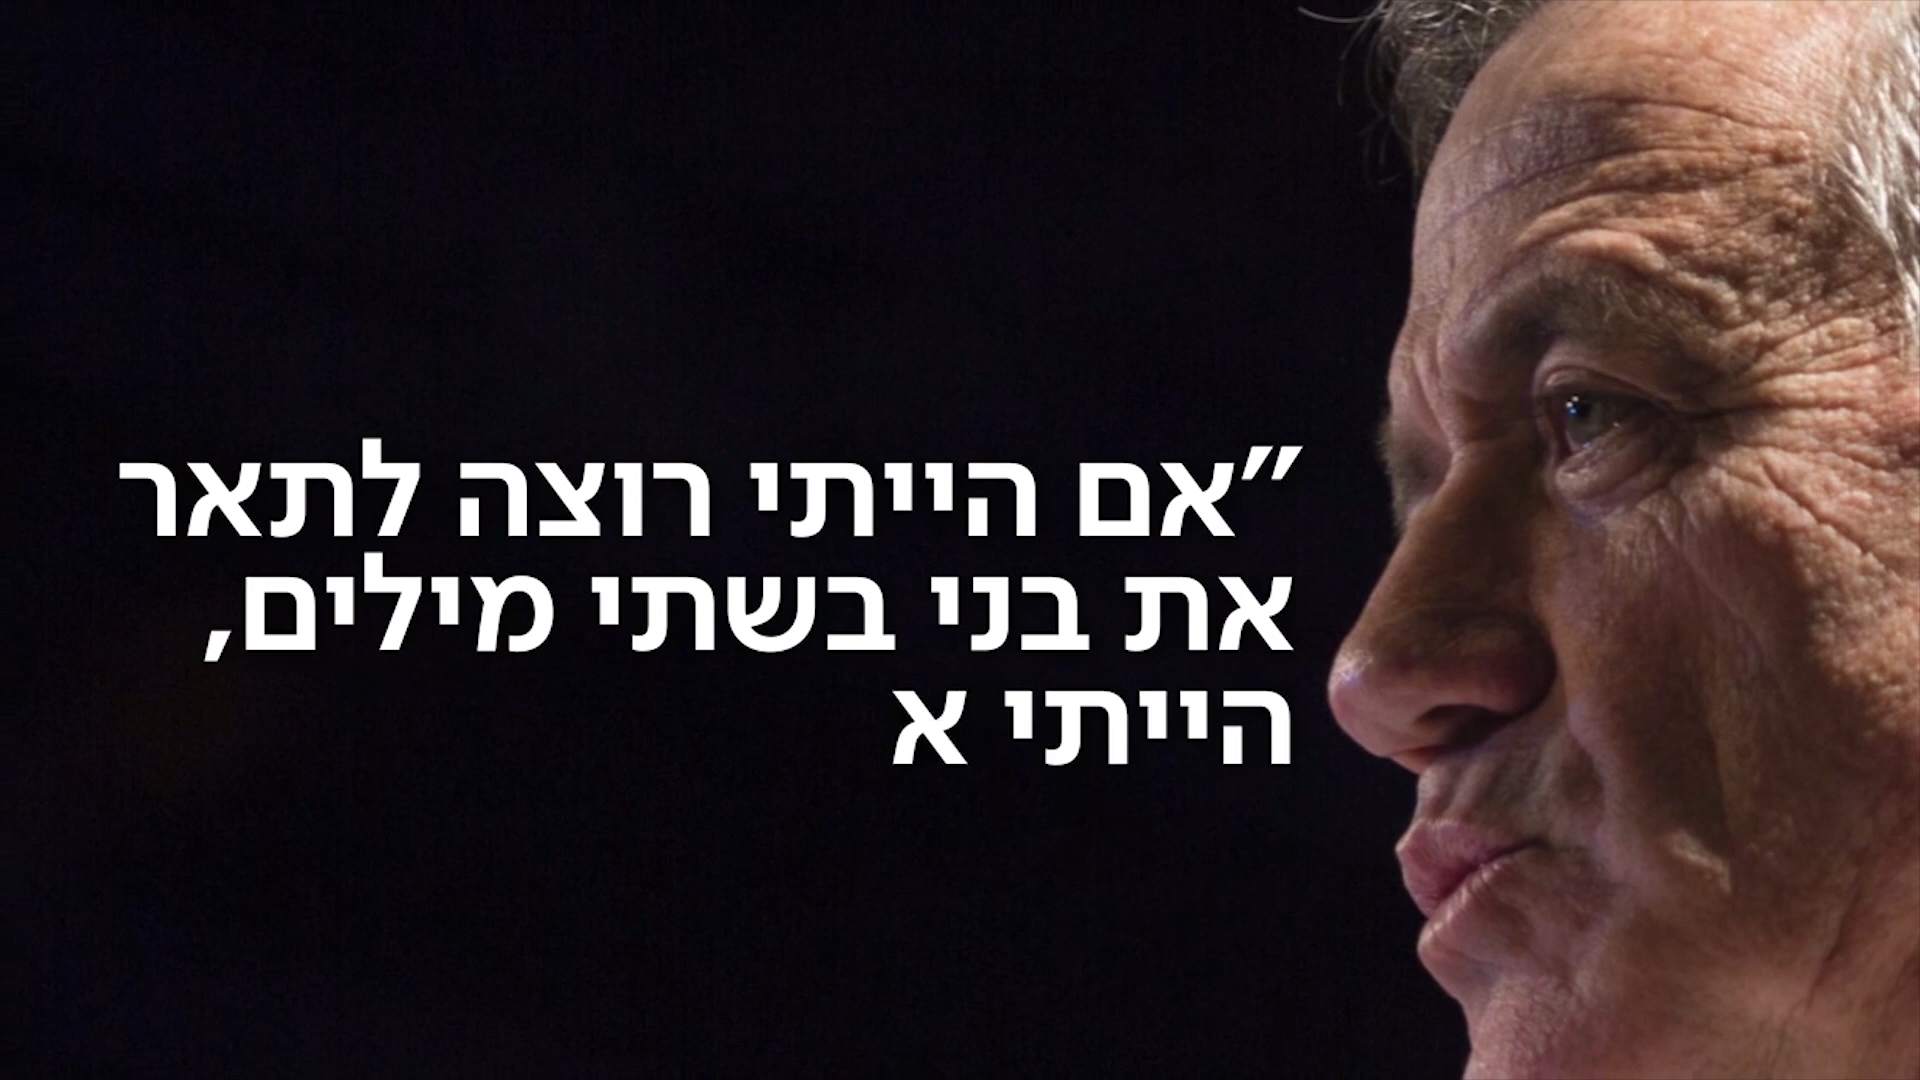 "אם הייתי רוצה לתאר
את בני בשתי מילים,
הייתי א